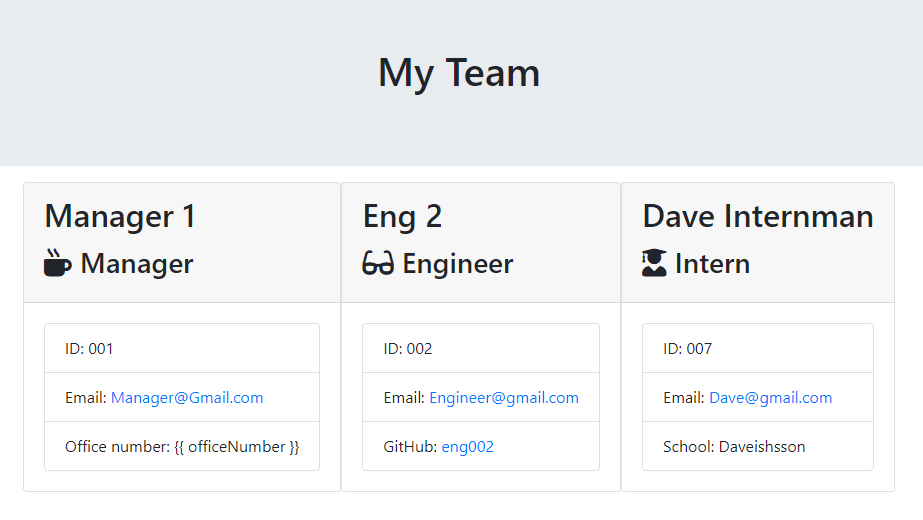 My Team
Manager 1
Manager
ID: 001
Email: Manager@Gmail.com
Office number: {{ officeNumber }}
Eng 2
Engineer
ID: 002
Email: Engineer@gmail.com
GitHub: eng002
Dave Internman
Intern
ID: 007
Email: Dave@gmail.com
School: Daveishsson